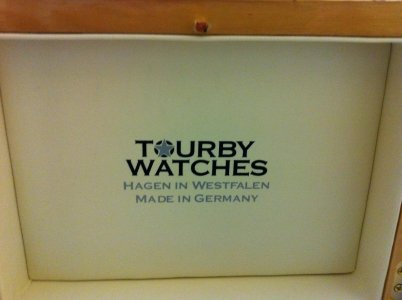 TOURBY
WATCHES
HAGEN IN WESTFALEN
MADE IN GERMANY